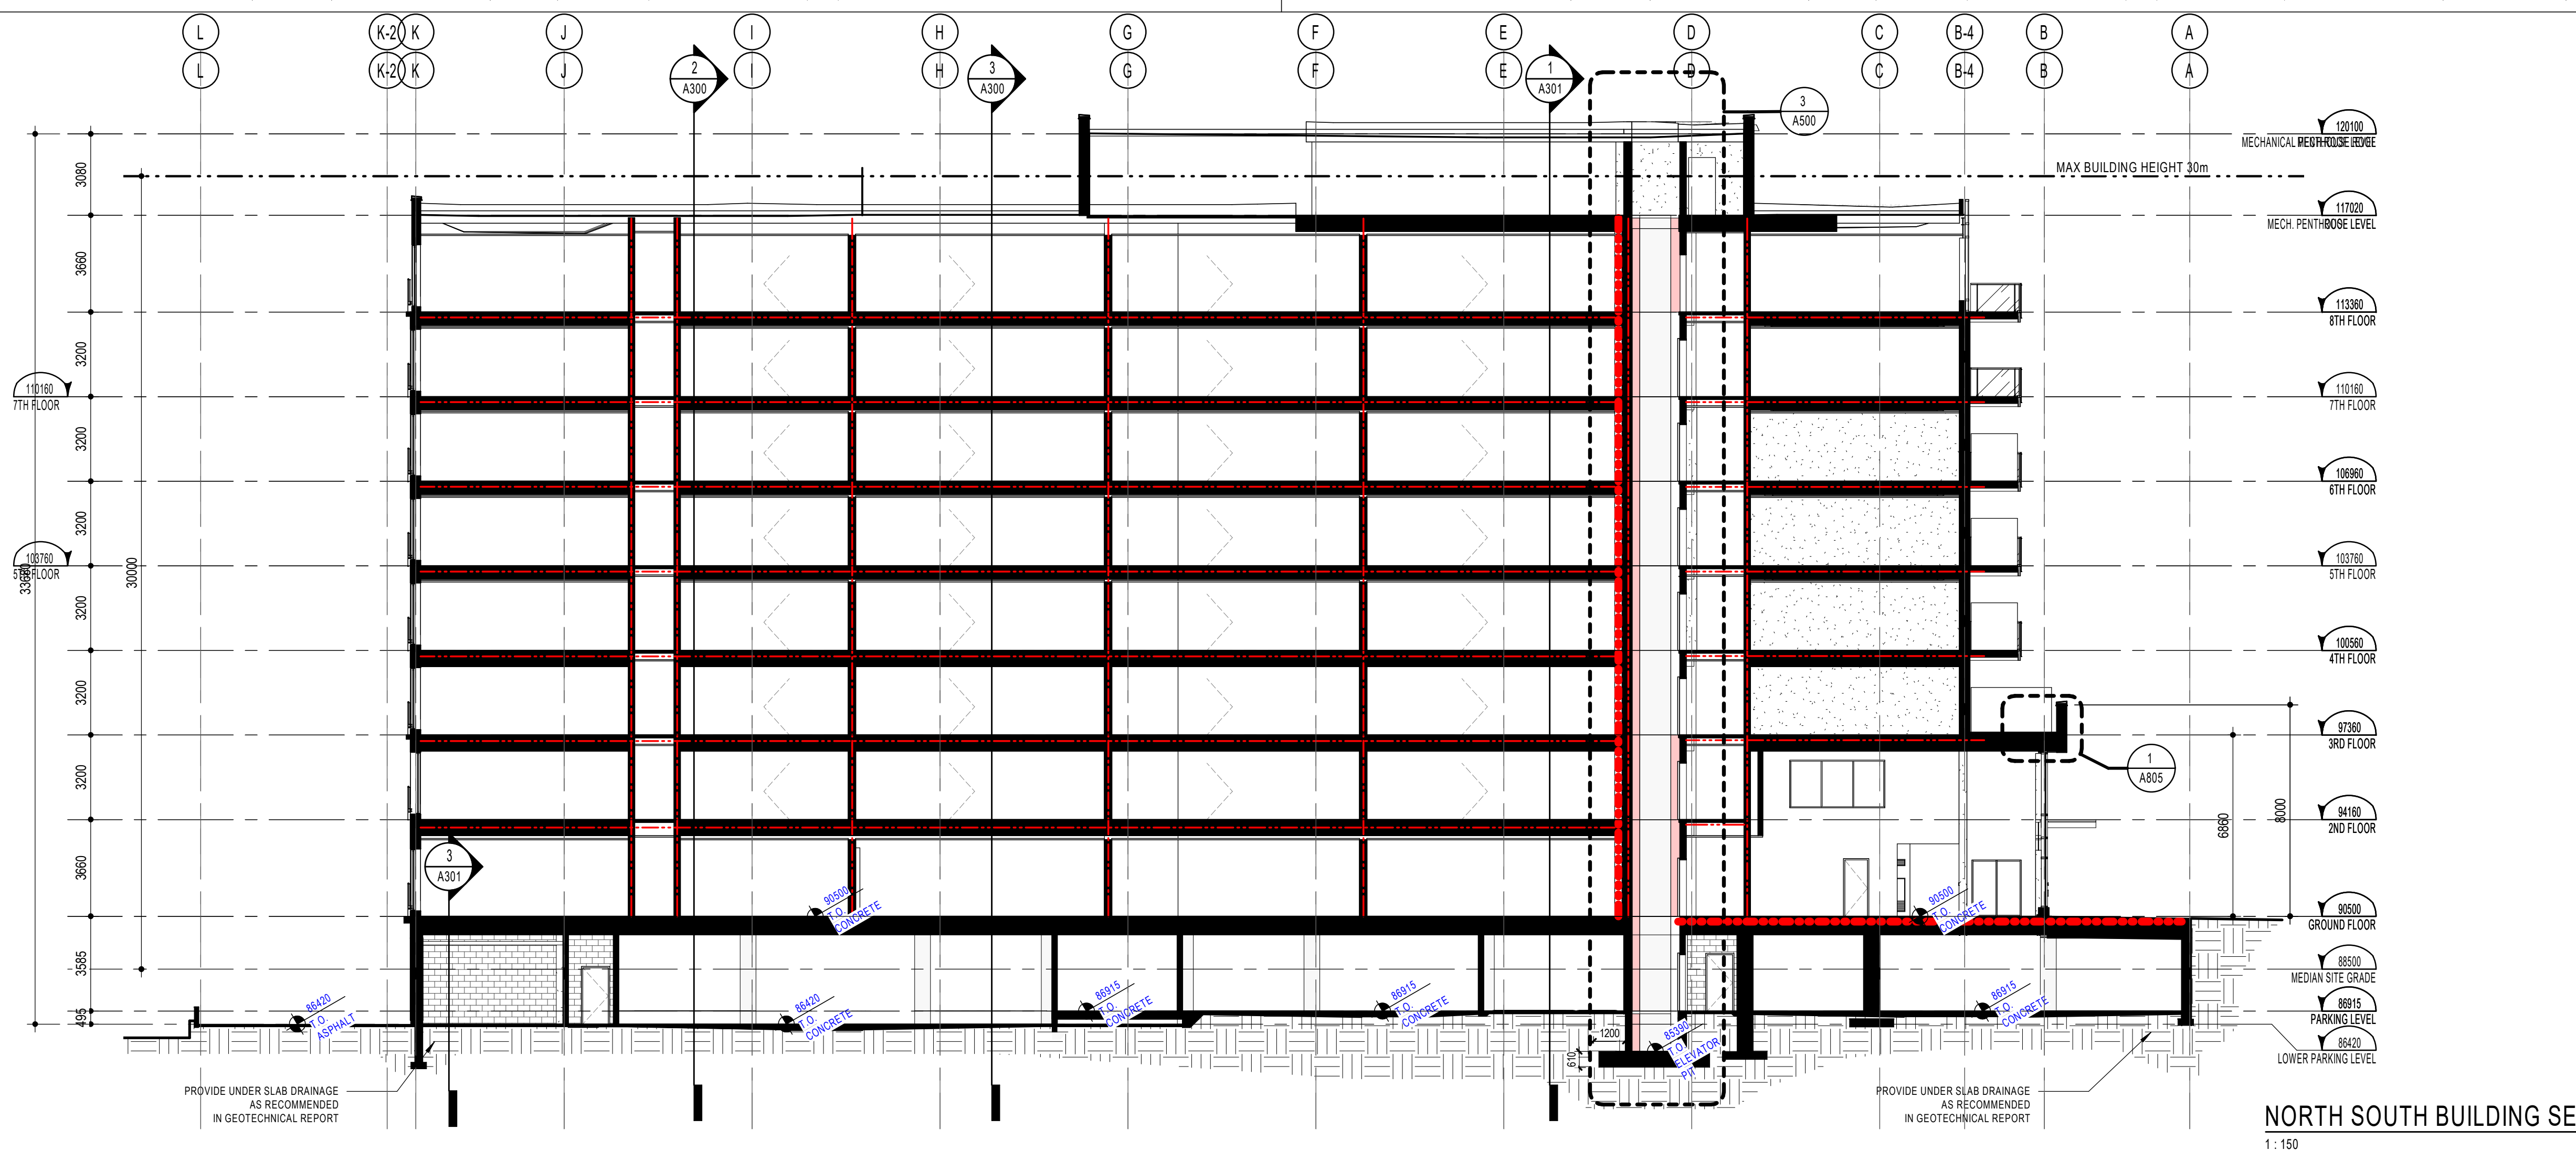 L K-2 K J I H G F E D C B-4 B A
L K-2 K J I H G F E D C B-4 B A
2
A300
3
A300
1
A301
3
A500
120100
MAX BUILDING HEIGHT 30m
117020
113360
8TH FLOOR
110160
7TH FLOOR
106960
6TH FLOOR
103760
5TH FLOOR
100560
4TH FLOOR
97360
3RD FLOOR
94160
2ND FLOOR
90500
GROUND FLOOR
88500
MEDIAN SITE GRADE
86915
PARKING LEVEL
86420
LOWER PARKING LEVEL
110160
7TH FLOOR
103760
5TH FLOOR
3080
3660
3200
3200
3200
3200
3200
3200
3660
3585
495
30000
1
A805
6860
8000
3
A301
90500
T.O.
CONCRETE
90500
T.O.
CONCRETE
86420
T.O.
ASPHALT
86420
T.O.
CONCRETE
86915
T.O.
CONCRETE
86915
T.O.
CONCRETE
86915
T.O.
CONCRETE
85390
T.O.
ELEVATOR
PIT
1200
610
PROVIDE UNDER SLAB DRAINAGE
AS RECOMMENDED
IN GEOTECHNICAL REPORT
PROVIDE UNDER SLAB DRAINAGE
AS RECOMMENDED
IN GEOTECHNICAL REPORT
NORTH SOUTH BUILDING SE
1 : 150